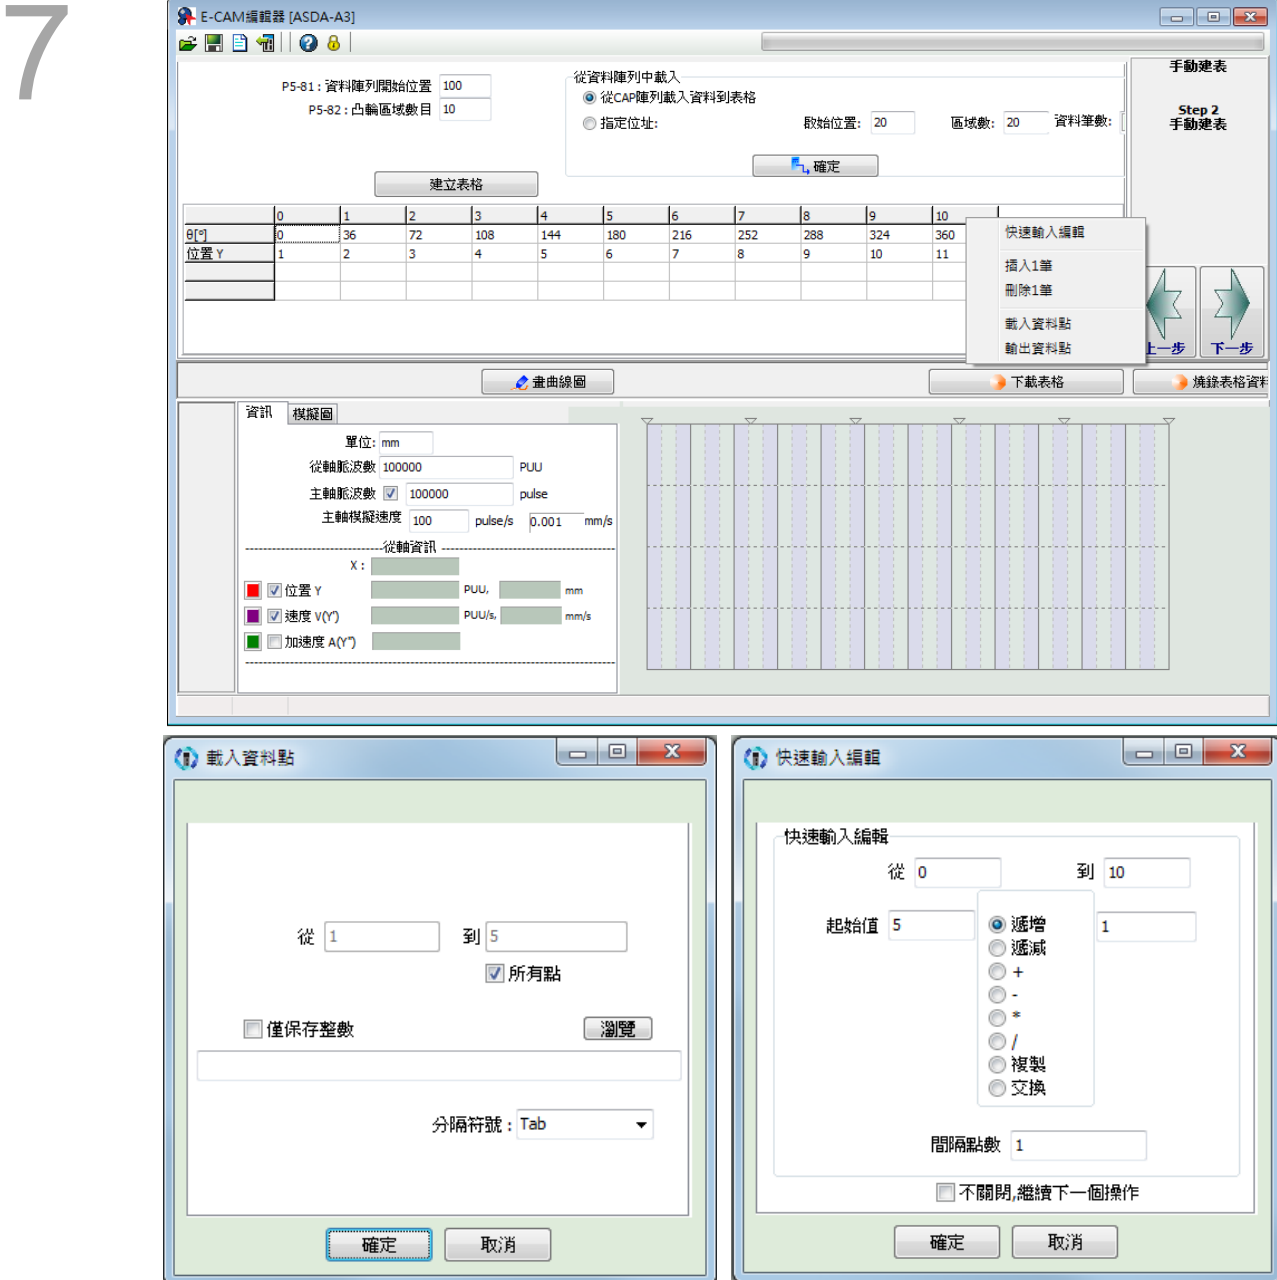 7
E-CAM編輯器 [ASDA-A3]
手動建表
Step 2
手動建表
P5-81 : 資料陣列開始位置 100
P5-82 : 凸輪區域數目 10
從資料陣列中載入
從CAP陣列載入資料到表格
指定位址: 啟始位置: 20 區域數: 20 資料筆數:
確定
建立表格
0 1 2 3 4 5 6 7 8 9 10
θ[°] 0 36 72 108 144 180 216 252 288 324 360
位置 Y 1 2 3 4 5 6 7 8 9 10 11
快速輸入編輯
插入1筆
刪除1筆
載入資料點
輸出資料點
上一步 下一步
畫曲線圖 下載表格 燒錄表格資料
資訊 模擬圖
單位: mm
從軸脈波數 100000 PUU
主軸脈波數 100000 pulse
主軸模擬速度 100 pulse/s 0.001 mm/s
從軸資訊
X :
位置 Y PUU, mm
速度 V(Y') PUU/s, mm/s
加速度 A(Y")
載入資料點
從 1 到 5
所有點
僅保存整數 瀏覽
分隔符號 : Tab
確定 取消
快速輸入編輯
快速輸入編輯
從 0 到 10
起始值 5 遞增 1
遞減
+
-
*
/
複製
交換
間隔點數 1
不關閉,繼續下一個操作
確定 取消